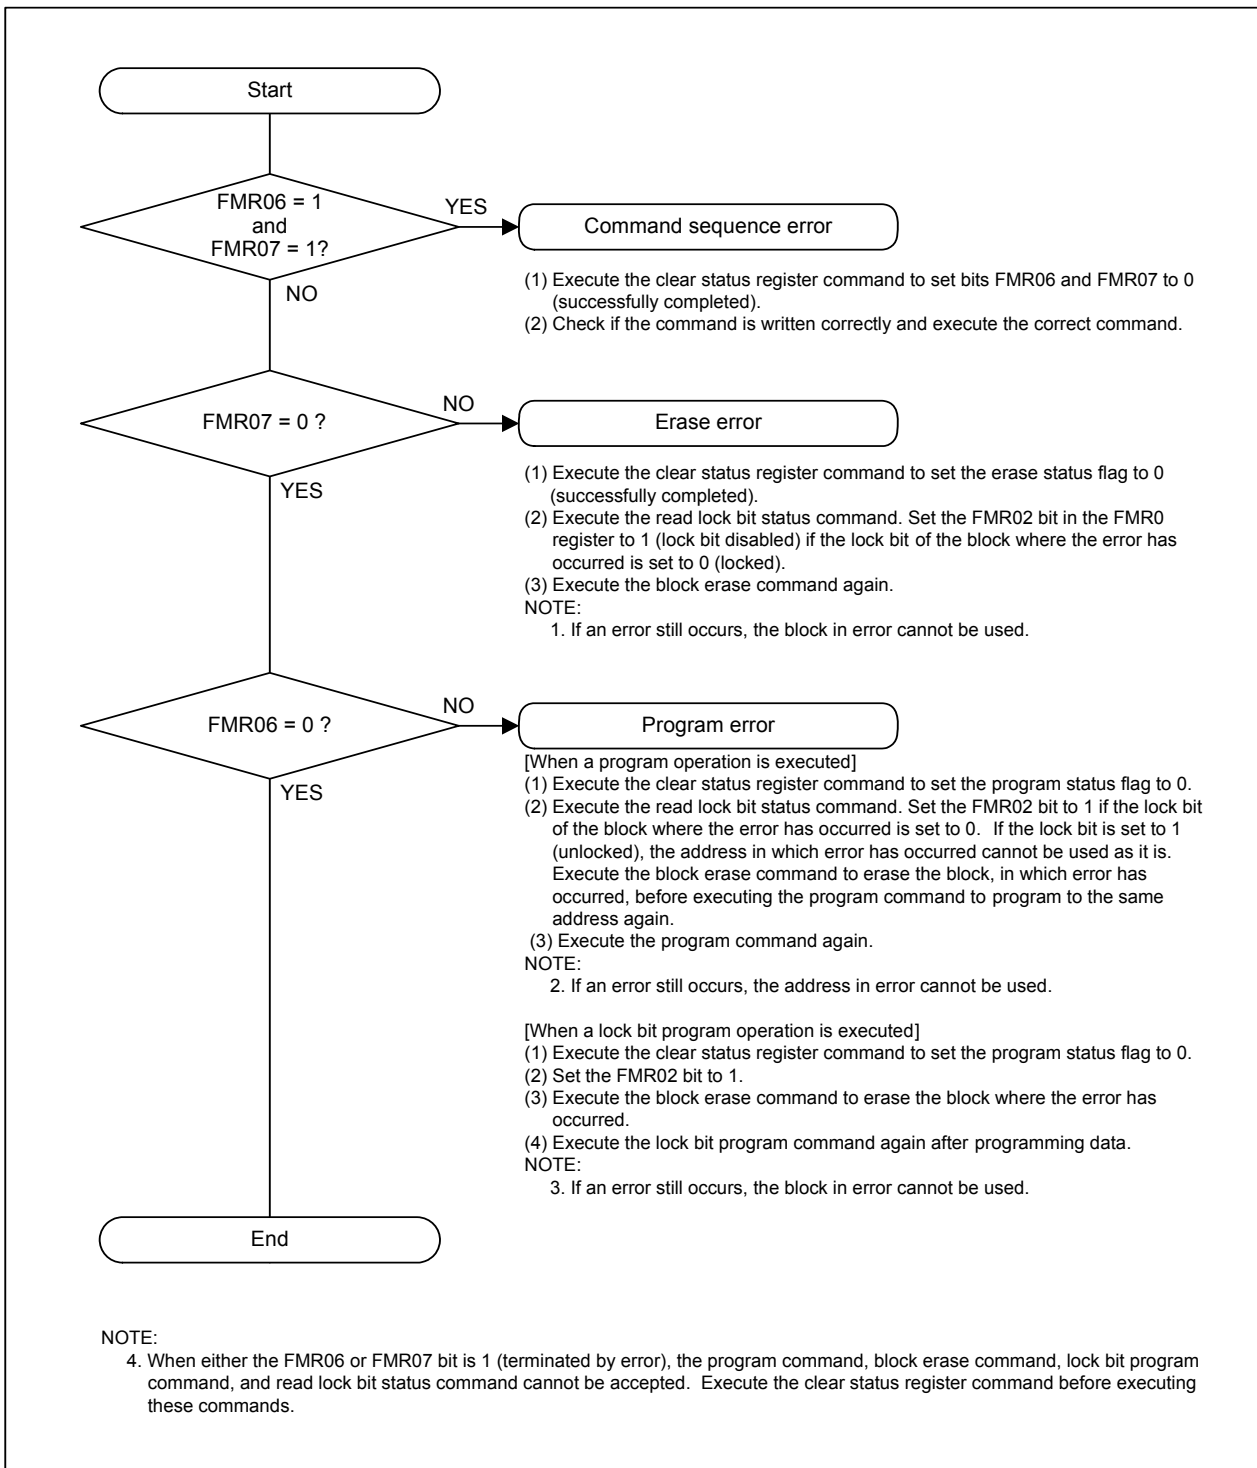 Start
FMR06 = 1
and
FMR07 = 1?
YES
Command sequence error
NO
(1) Execute the clear status register command to set bits FMR06 and FMR07 to 0
(successfully completed).
(2) Check if the command is written correctly and execute the correct command.
FMR07 = 0 ?
NO
Erase error
YES
(1) Execute the clear status register command to set the erase status flag to 0
(successfully completed).
(2) Execute the read lock bit status command. Set the FMR02 bit in the FMR0
register to 1 (lock bit disabled) if the lock bit of the block where the error has
occurred is set to 0 (locked).
(3) Execute the block erase command again.
NOTE:
1. If an error still occurs, the block in error cannot be used.
FMR06 = 0 ?
NO
Program error
YES
[When a program operation is executed]
(1) Execute the clear status register command to set the program status flag to 0.
(2) Execute the read lock bit status command. Set the FMR02 bit to 1 if the lock bit
of the block where the error has occurred is set to 0. If the lock bit is set to 1
(unlocked), the address in which error has occurred cannot be used as it is.
Execute the block erase command to erase the block, in which error has
occurred, before executing the program command to program to the same
address again.
(3) Execute the program command again.
NOTE:
2. If an error still occurs, the address in error cannot be used.
[When a lock bit program operation is executed]
(1) Execute the clear status register command to set the program status flag to 0.
(2) Set the FMR02 bit to 1.
(3) Execute the block erase command to erase the block where the error has
occurred.
(4) Execute the lock bit program command again after programming data.
NOTE:
3. If an error still occurs, the block in error cannot be used.
End
NOTE:
4. When either the FMR06 or FMR07 bit is 1 (terminated by error), the program command, block erase command, lock bit program
command, and read lock bit status command cannot be accepted. Execute the clear status register command before executing
these commands.